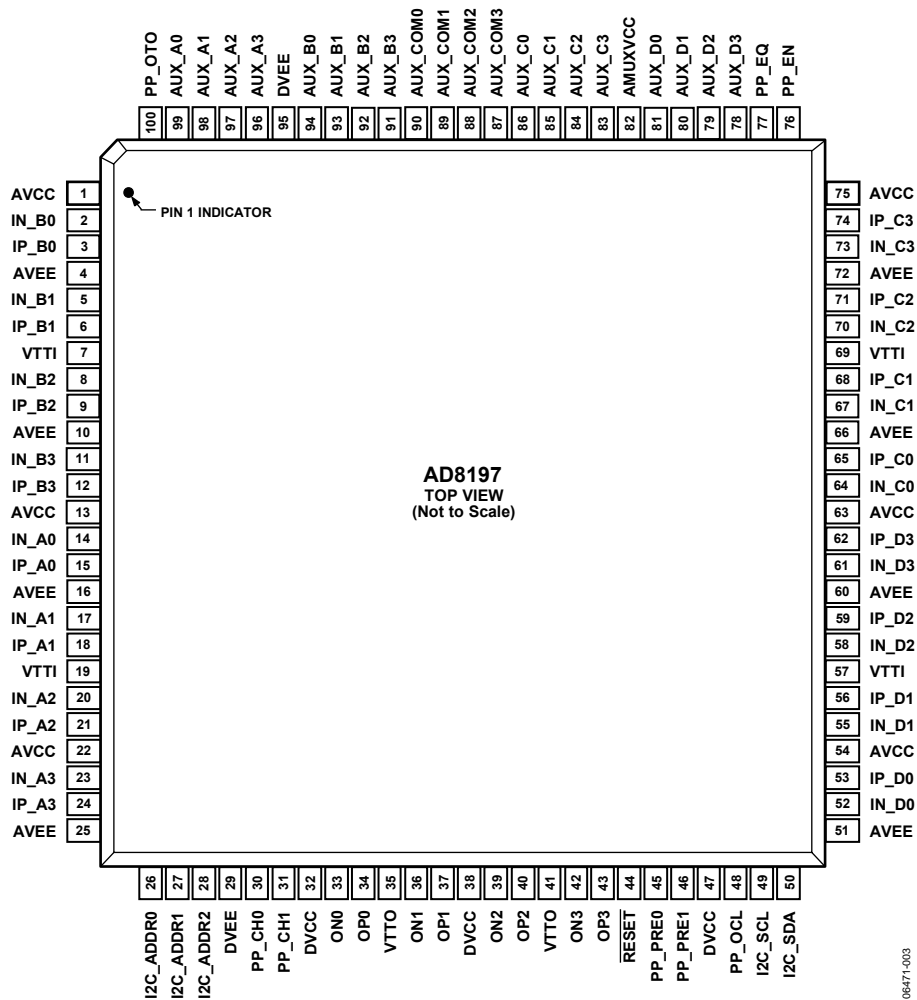 PP_OTO
AUX_A0
AUX_A1
AUX_A2
AUX_A3
DVEE
AUX_B0
AUX_B1
AUX_B2
AUX_B3
AUX_COM0
AUX_COM1
AUX_COM2
AUX_COM3
AUX_C0
AUX_C1
AUX_C2
AUX_C3
AMUXVCC
AUX_D0
AUX_D1
AUX_D2
AUX_D3
PP_EQ
PP_EN
100 99 98 97 96 95 94 93 92 91 90 89 88 87 86 85 84 83 82 81 80 79 78 77 76
AVCC 1
IN_B0 2
IP_B0 3
AVEE 4
IN_B1 5
IP_B1 6
VTTI 7
IN_B2 8
IP_B2 9
AVEE 10
IN_B3 11
IP_B3 12
AVCC 13
IN_A0 14
IP_A0 15
AVEE 16
IN_A1 17
IP_A1 18
VTTI 19
IN_A2 20
IP_A2 21
AVCC 22
IN_A3 23
IP_A3 24
AVEE 25
PIN 1 INDICATOR
AD8197
TOP VIEW
(Not to Scale)
75 AVCC
74 IP_C3
73 IN_C3
72 AVEE
71 IP_C2
70 IN_C2
69 VTTI
68 IP_C1
67 IN_C1
66 AVEE
65 IP_C0
64 IN_C0
63 AVCC
62 IP_D3
61 IN_D3
60 AVEE
59 IP_D2
58 IN_D2
57 VTTI
56 IP_D1
55 IN_D1
54 AVCC
53 IP_D0
52 IN_D0
51 AVEE
26 27 28 29 30 31 32 33 34 35 36 37 38 39 40 41 42 43 44 45 46 47 48 49 50
I2C_ADDR0
I2C_ADDR1
I2C_ADDR2
DVEE
PP_CH0
PP_CH1
DVCC
ON0
OP0
VTTO
ON1
OP1
DVCC
ON2
OP2
VTTO
ON3
OP3
RESET
PP_PRE0
PP_PRE1
DVCC
PP_OCL
I2C_SCL
I2C_SDA
06471-003